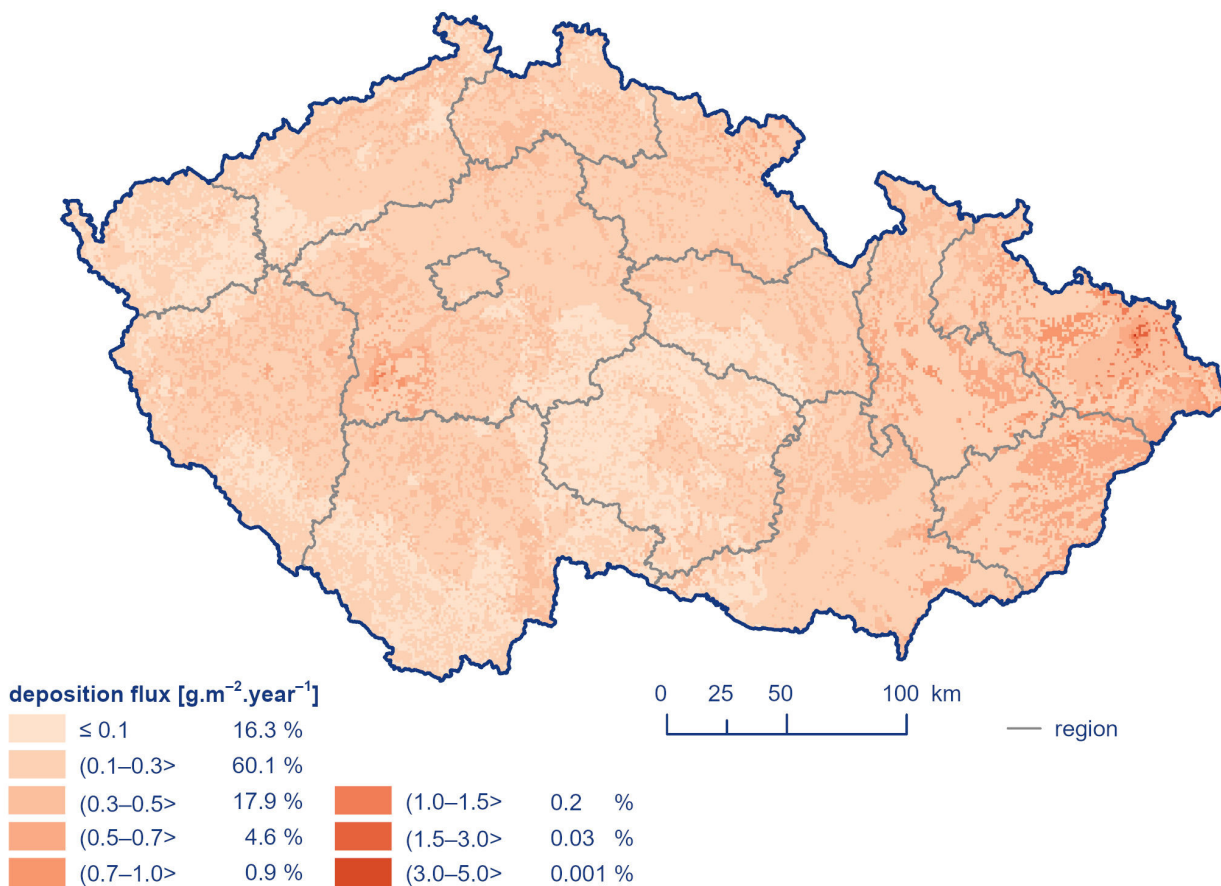 deposition flux [g.m⁻².year⁻¹]
≤ 0.1 16.3 %
(0.1–0.3> 60.1 %
(0.3–0.5> 17.9 %
(0.5–0.7> 4.6 %
(0.7–1.0> 0.9 %
(1.0–1.5> 0.2 %
(1.5–3.0> 0.03 %
(3.0–5.0> 0.001 %
0 25 50 100 km
region